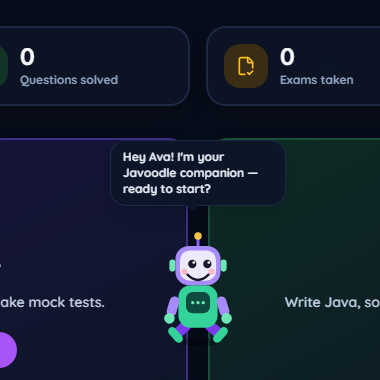 0
Questions solved
0
Exams taken
Hey Ava! I'm your
Javoodle companion —
ready to start?
ake mock tests.
Write Java, so